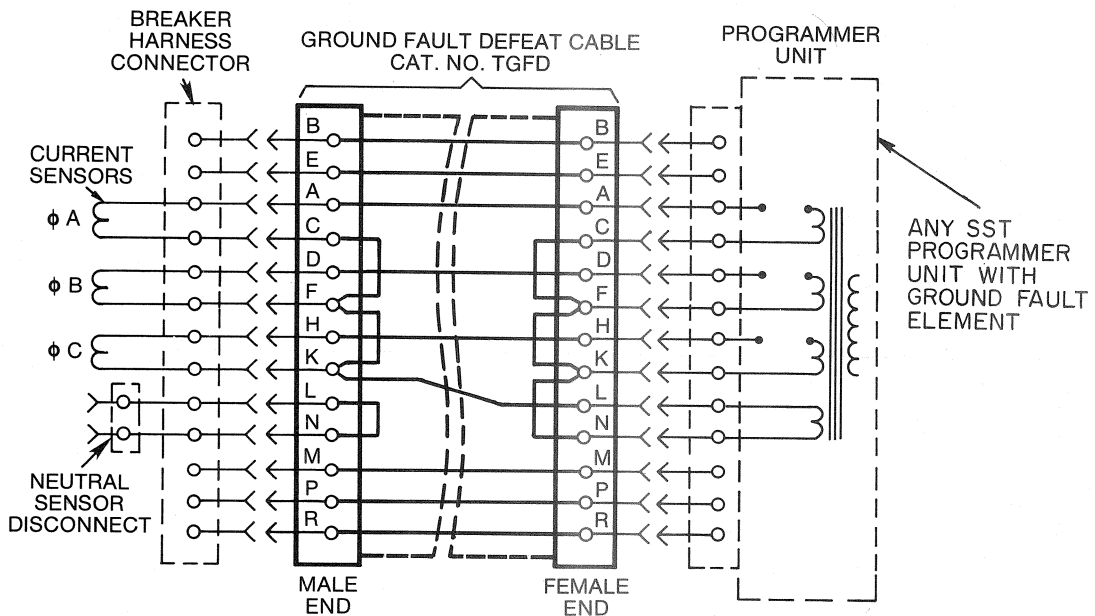 BREAKER
HARNESS
CONNECTOR
GROUND FAULT DEFEAT CABLE
CAT. NO. TGFD
PROGRAMMER
UNIT
CURRENT
SENSORS
ϕ A
ϕ B
ϕ C
NEUTRAL
SENSOR
DISCONNECT
B
E
A
C
D
F
H
K
L
N
M
P
R
MALE
END
B
E
A
C
D
F
H
K
L
N
M
P
R
FEMALE
END
ANY SST
PROGRAMMER
UNIT WITH
GROUND FAULT
ELEMENT